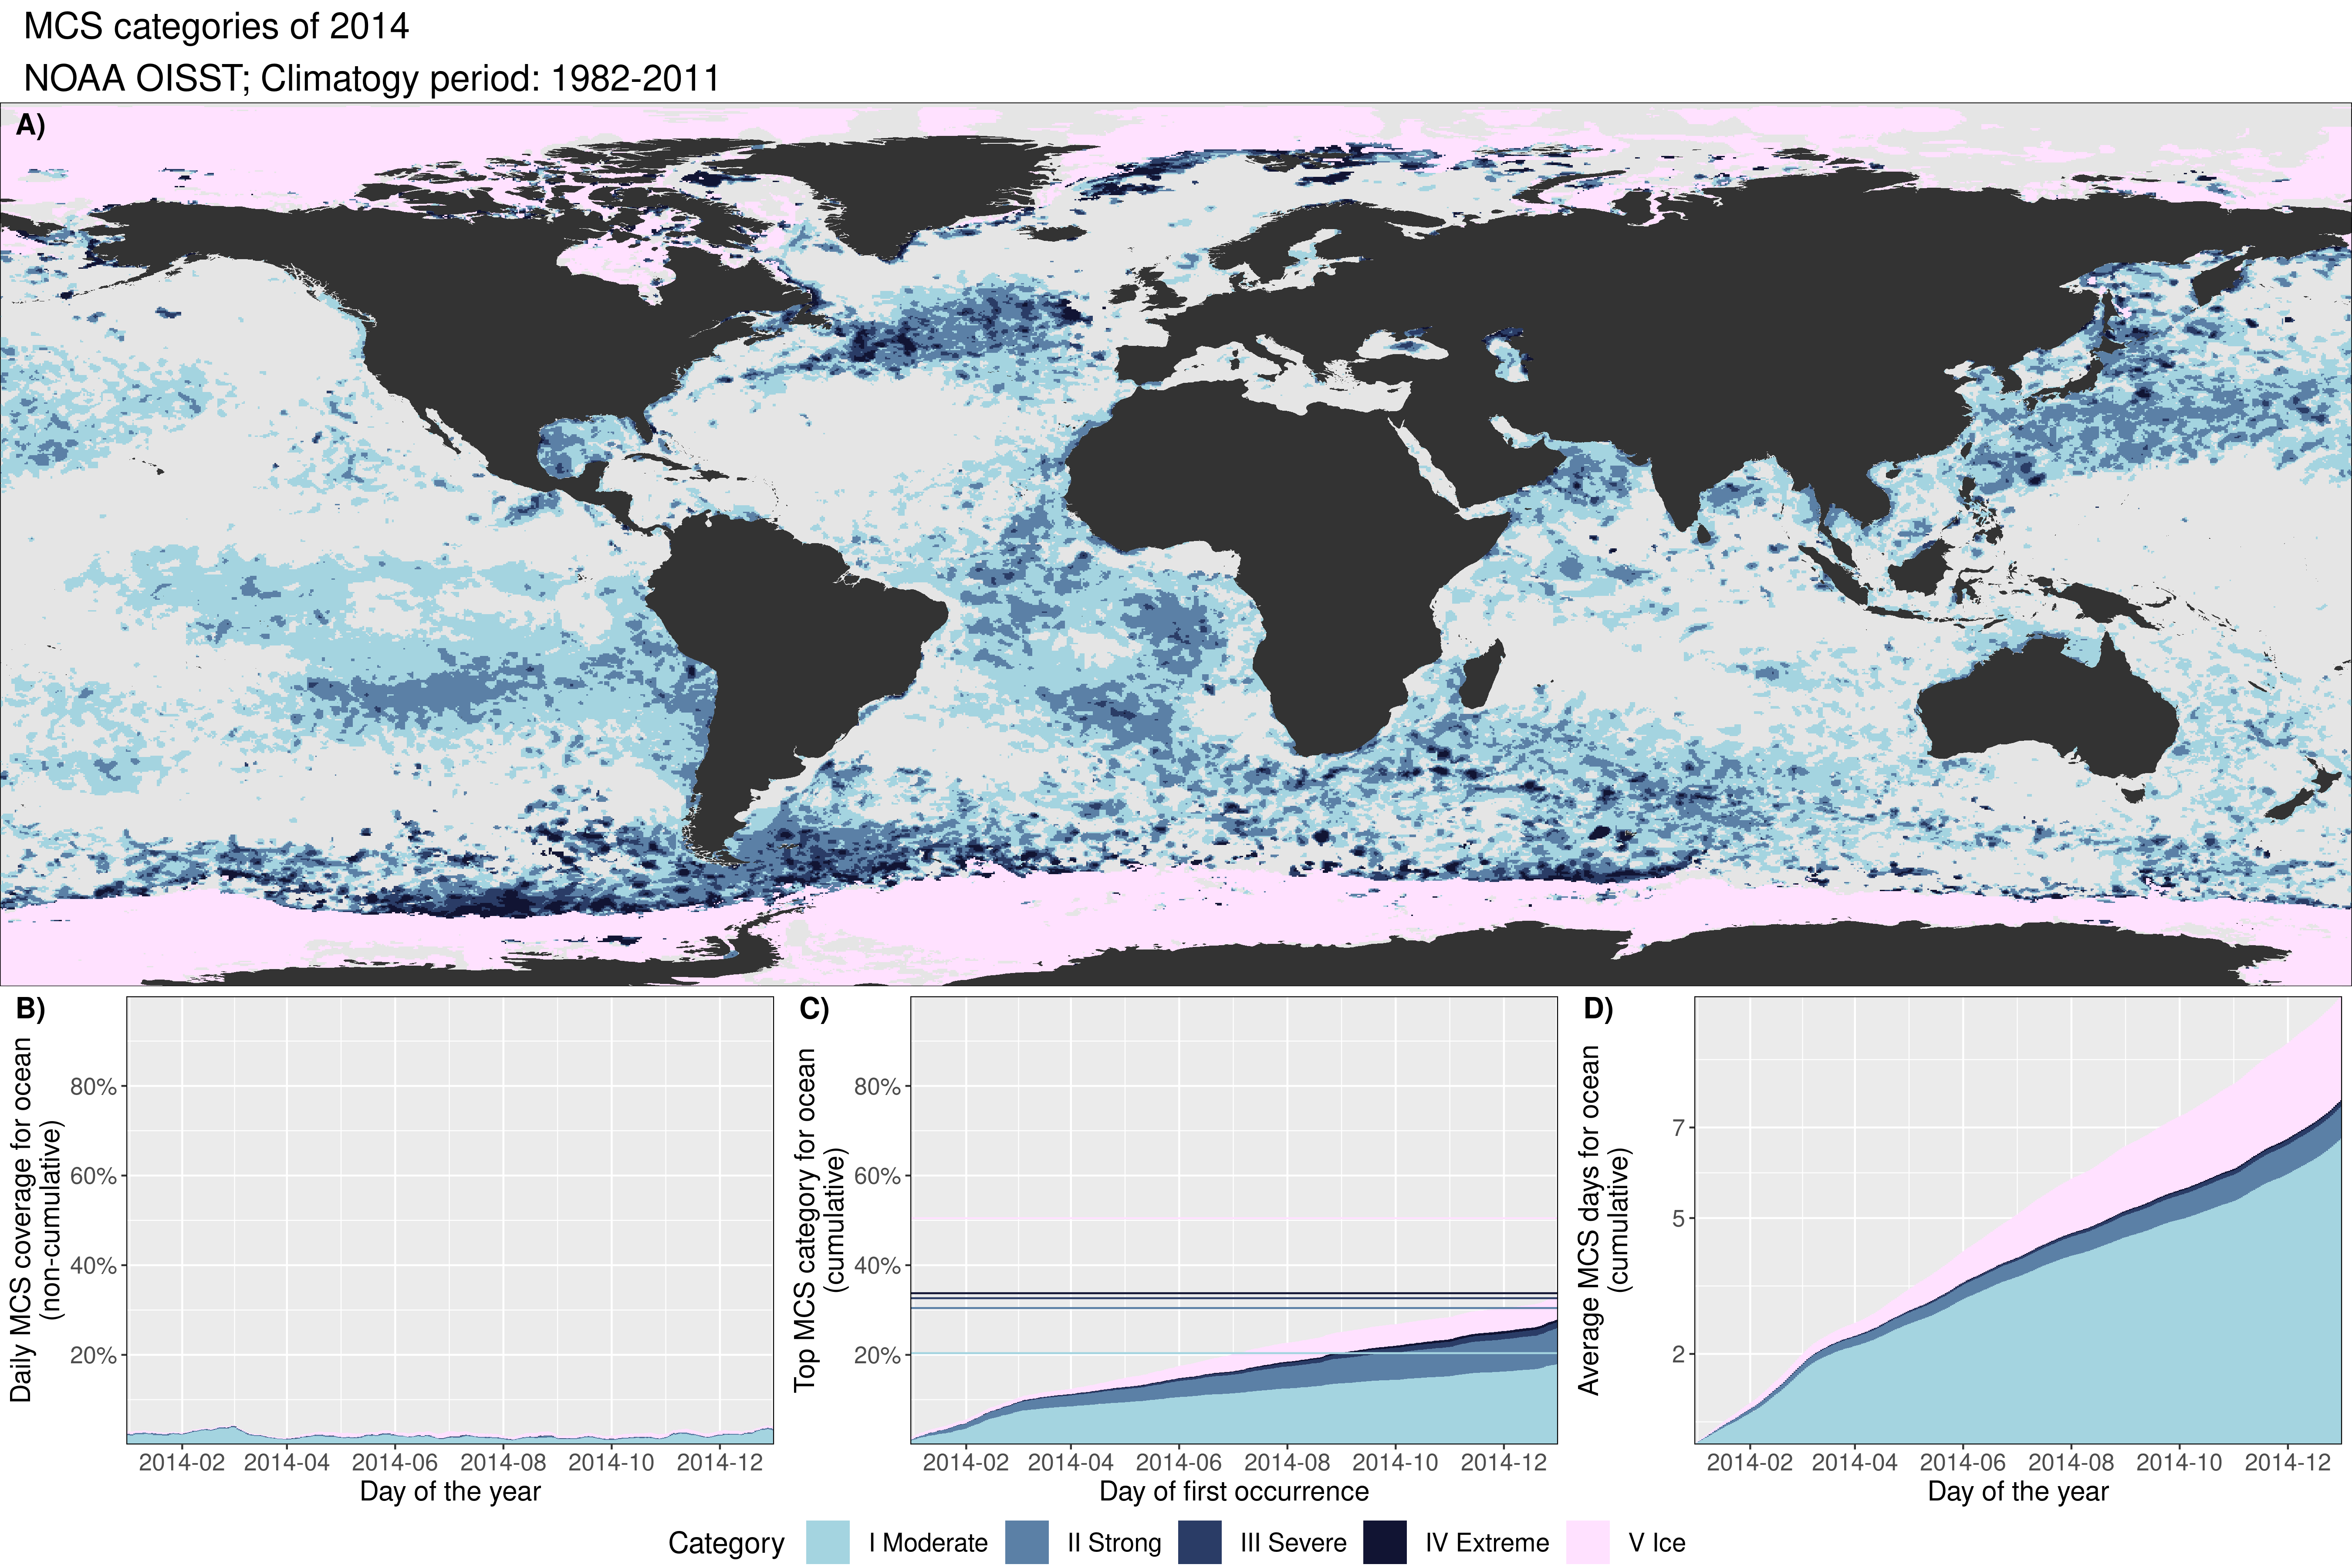 MCS categories of 2014
NOAA OISST; Climatogy period: 1982-2011
A)
B)
Daily MCS coverage for ocean
(non-cumulative)
80%
60%
40%
20%
2014-02 2014-04 2014-06 2014-08 2014-10 2014-12
Day of the year
C)
Top MCS category for ocean
(cumulative)
80%
60%
40%
20%
2014-02 2014-04 2014-06 2014-08 2014-10 2014-12
Day of first occurrence
D)
Average MCS days for ocean
(cumulative)
7
5
2
2014-02 2014-04 2014-06 2014-08 2014-10 2014-12
Day of the year
Category I Moderate II Strong III Severe IV Extreme V Ice